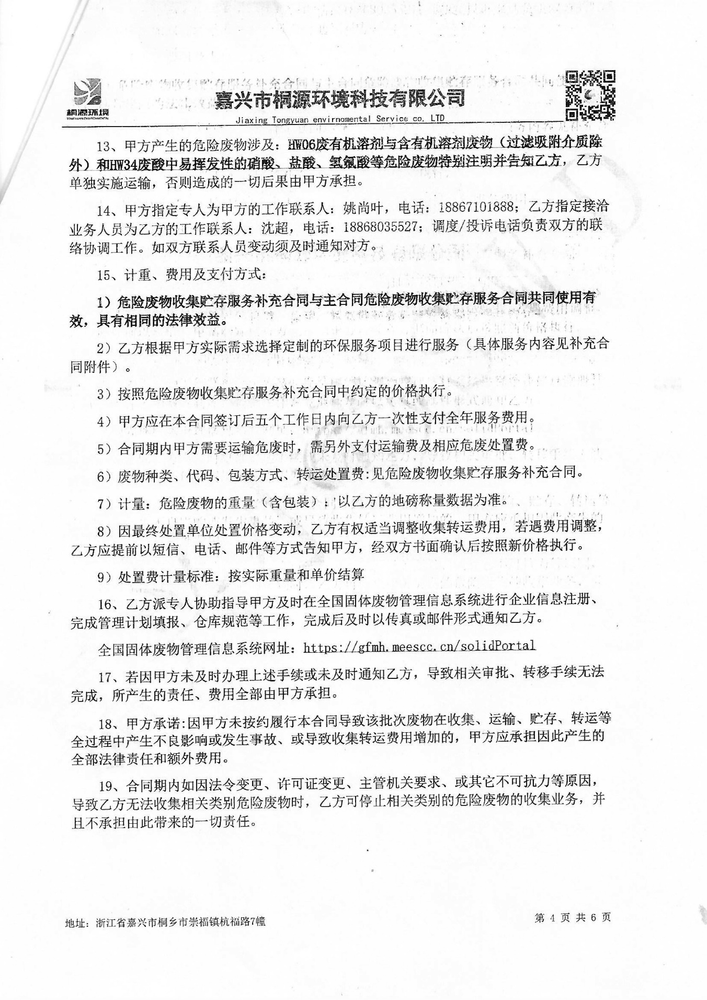 桐源环境
TONGYUAN ENVIRONMENTAL
嘉兴市桐源环境科技有限公司
Jiaxing Tongyuan envirnomental Service co, LTD
13、甲方产生的危险废物涉及：HW06废有机溶剂与含有机溶剂废物（过滤吸附介质除
外）和HW34废酸中易挥发性的硝酸、盐酸、氢氟酸等危险废物特别注明并告知乙方，乙方
单独实施运输，否则造成的一切后果由甲方承担。
14、甲方指定专人为甲方的工作联系人：姚尚叶，电话：18867101888；乙方指定接洽
业务人员为乙方的工作联系人：沈超，电话：18868035527；调度/投诉电话负责双方的联
络协调工作。如双方联系人员变动须及时通知对方。
15、计重、费用及支付方式：
1）危险废物收集贮存服务补充合同与主合同危险废物收集贮存服务合同共同使用有
效，具有相同的法律效益。
2）乙方根据甲方实际需求选择定制的环保服务项目进行服务（具体服务内容见补充合
同附件）。
3）按照危险废物收集贮存服务补充合同中约定的价格执行。
4）甲方应在本合同签订后五个工作日内向乙方一次性支付全年服务费用。
5）合同期内甲方需要运输危废时，需另外支付运输费及相应危废处置费。
6）废物种类、代码、包装方式、转运处置费:见危险废物收集贮存服务补充合同。
7）计量：危险废物的重量（含包装）：以乙方的地磅称量数据为准。
8）因最终处置单位处置价格变动，乙方有权适当调整收集转运费用，若遇费用调整，
乙方应提前以短信、电话、邮件等方式告知甲方，经双方书面确认后按照新价格执行。
9）处置费计量标准：按实际重量和单价结算
16、乙方派专人协助指导甲方及时在全国固体废物管理信息系统进行企业信息注册、
完成管理计划填报、仓库规范等工作，完成后及时以传真或邮件形式通知乙方。
全国固体废物管理信息系统网址：https://gfmh.meescc.cn/solidPortal
17、若因甲方未及时办理上述手续或未及时通知乙方，导致相关审批、转移手续无法
完成，所产生的责任、费用全部由甲方承担。
18、甲方承诺:因甲方未按约履行本合同导致该批次废物在收集、运输、贮存、转运等
全过程中产生不良影响或发生事故、或导致收集转运费用增加的，甲方应承担因此产生的
全部法律责任和额外费用。
19、合同期内如因法令变更、许可证变更、主管机关要求、或其它不可抗力等原因，
导致乙方无法收集相关类别危险废物时，乙方可停止相关类别的危险废物的收集业务，并
且不承担由此带来的一切责任。
地址：浙江省嘉兴市桐乡市崇福镇杭福路7幢
第 4 页 共 6 页